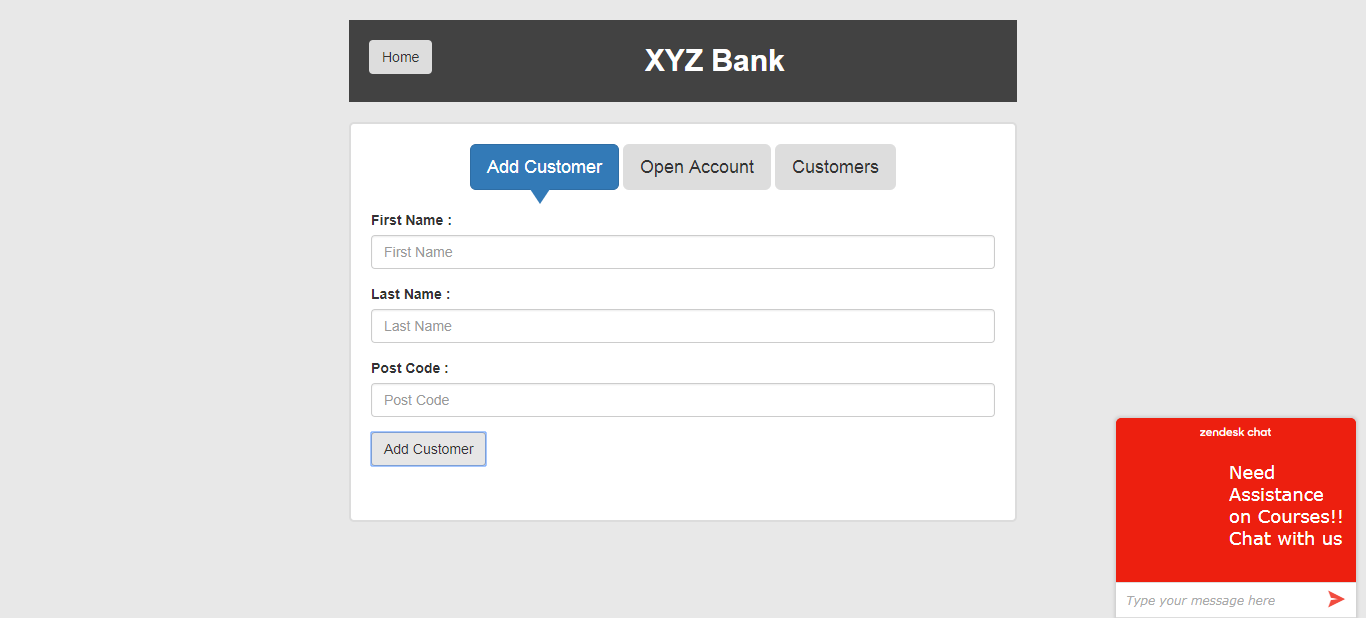 Home
XYZ Bank
Add Customer
Open Account
Customers
First Name :
First Name
Last Name :
Last Name
Post Code :
Post Code
Add Customer
zendesk chat
Need
Assistance
on Courses!!
Chat with us
Type your message here